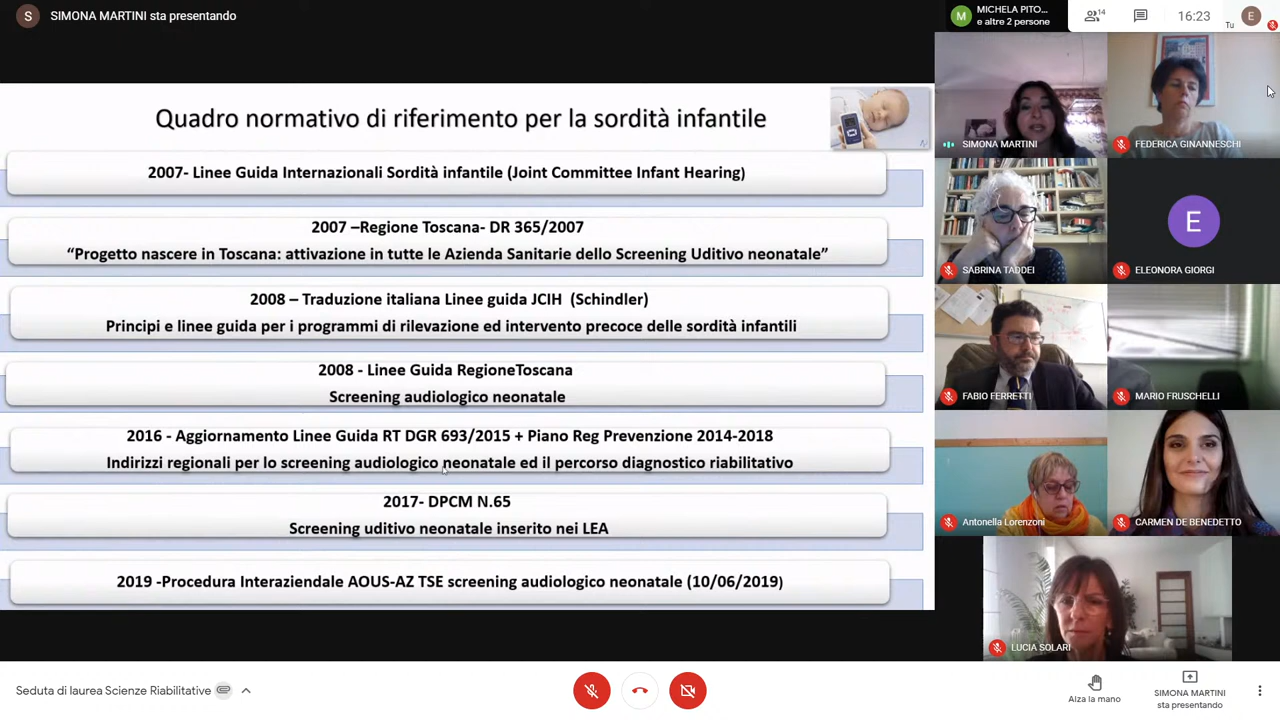 S
SIMONA MARTINI sta presentando
M
MICHELA PITO...
e altre 2 persone
14
16:23
Tu
E
Quadro normativo di riferimento per la sordità infantile
2007- Linee Guida Internazionali Sordità infantile (Joint Committee Infant Hearing)
2007 –Regione Toscana- DR 365/2007
“Progetto nascere in Toscana: attivazione in tutte le Azienda Sanitarie dello Screening Uditivo neonatale”
2008 – Traduzione italiana Linee guida JCIH (Schindler)
Principi e linee guida per i programmi di rilevazione ed intervento precoce delle sordità infantili
2008 - Linee Guida RegioneToscana
Screening audiologico neonatale
2016 - Aggiornamento Linee Guida RT DGR 693/2015 + Piano Reg Prevenzione 2014-2018
Indirizzi regionali per lo screening audiologico neonatale ed il percorso diagnostico riabilitativo
2017- DPCM N.65
Screening uditivo neonatale inserito nei LEA
2019 -Procedura Interaziendale AOUS-AZ TSE screening audiologico neonatale (10/06/2019)
SIMONA MARTINI
FEDERICA GINANNESCHI
SABRINA TADDEI
E
ELEONORA GIORGI
FABIO FERRETTI
MARIO FRUSCHELLI
Antonella Lorenzoni
CARMEN DE BENEDETTO
LUCIA SOLARI
Seduta di laurea Scienze Riabilitative
Alza la mano
SIMONA MARTINI
sta presentando